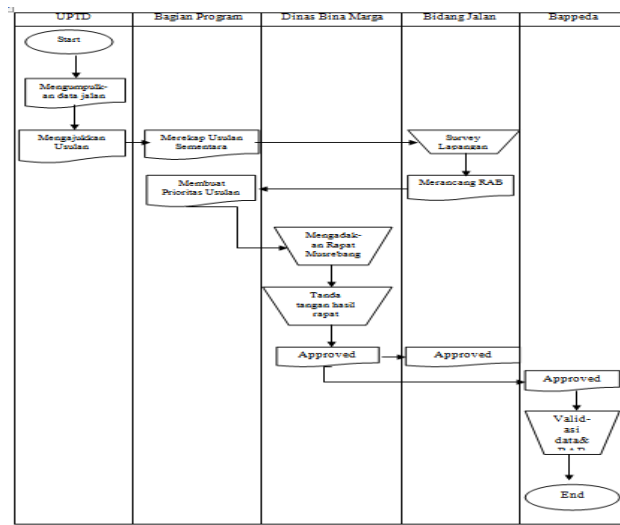 UPTD Bagian Program Dinas Bina Marga Bidang Jalan Bappeda
Start
Mengumpulk-
an data jalan
Mengajukkan
Usulan
Merekap Usulan
Sementara
Survey
Lapangan
Membuat
Prioritas Usulan
Merancang RAB
Mengadak-
an Rapat
Musrebang
Tanda
tangan hasil
rapat
Approved
Approved
Approved
Valid-
asi
data&
RAB
End